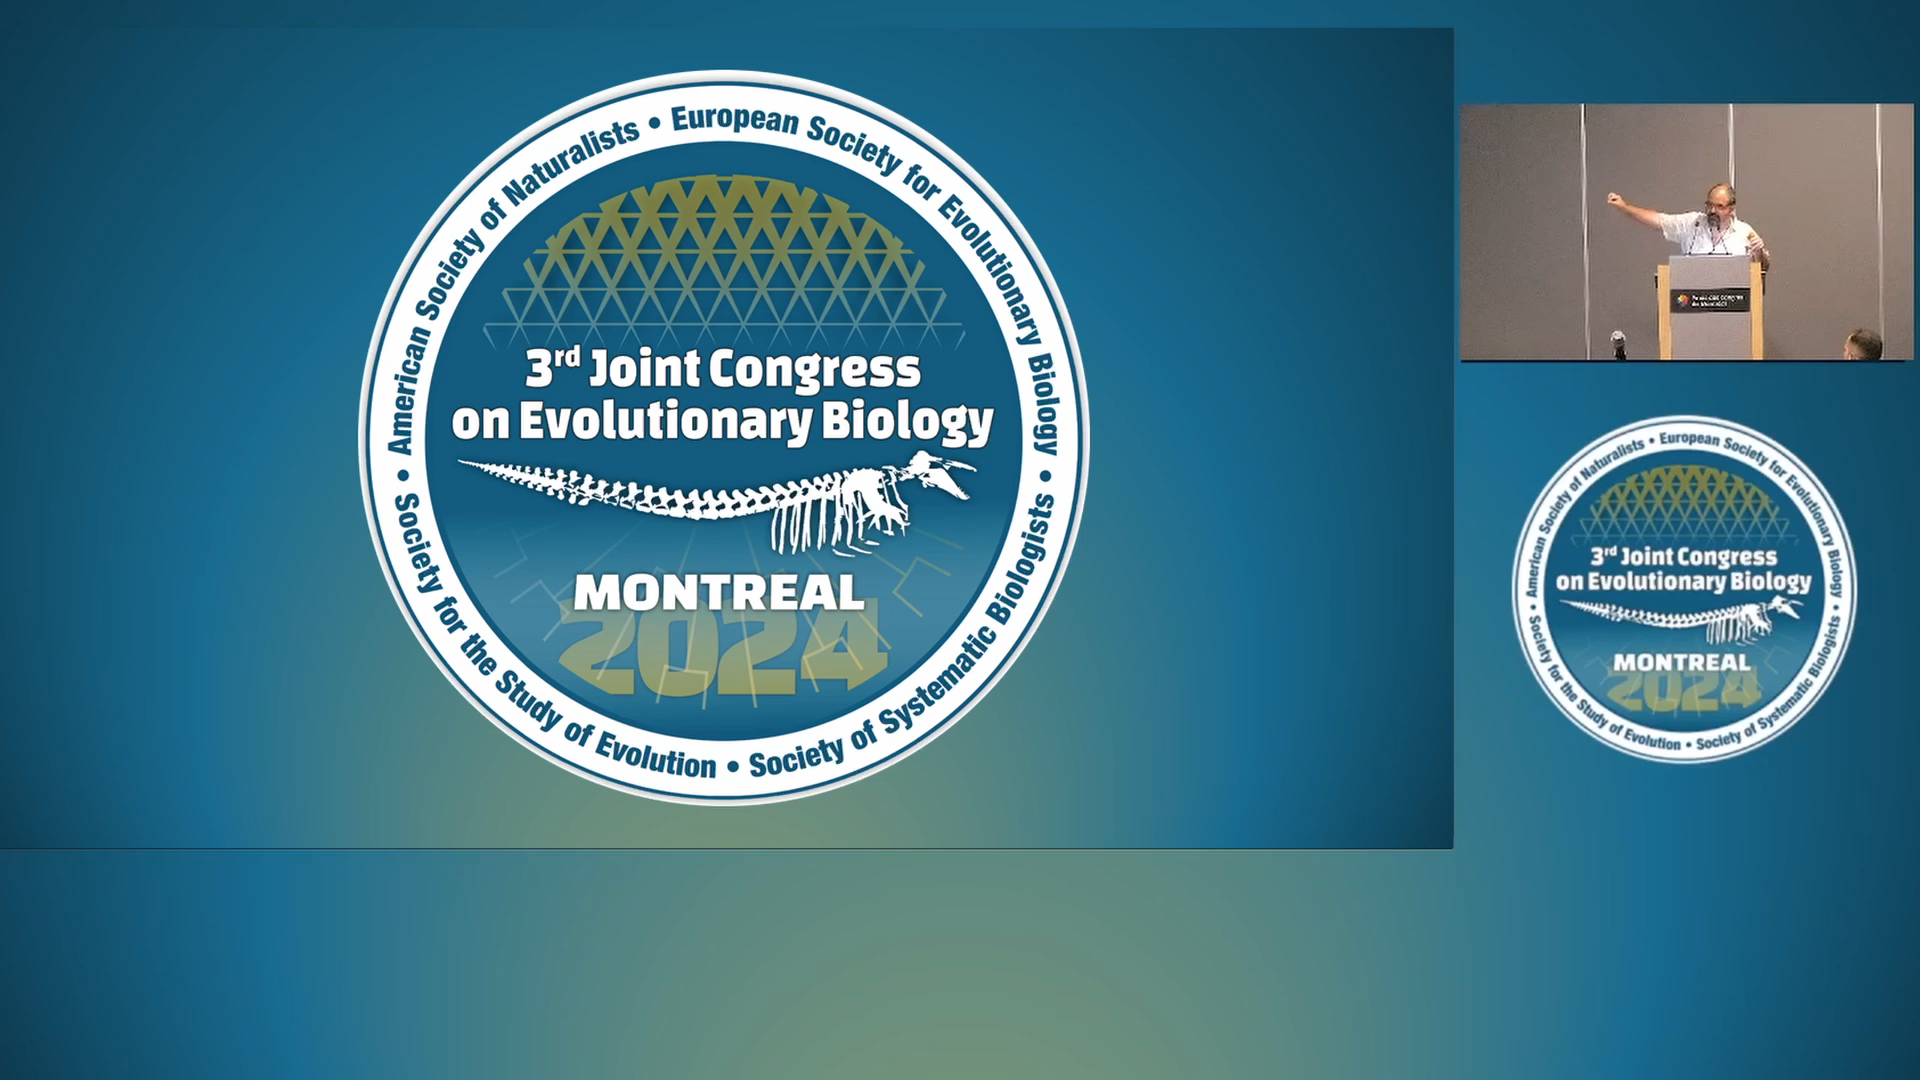 American Society of Naturalists • European Society for Evolutionary Biology • Society of Systematic Biologists • Society for the Study of Evolution •
3rd Joint Congress
on Evolutionary Biology
MONTREAL
2024
American Society of Naturalists • European Society for Evolutionary Biology • Society of Systematic Biologists • Society for the Study of Evolution •
3rd Joint Congress
on Evolutionary Biology
MONTREAL
2024